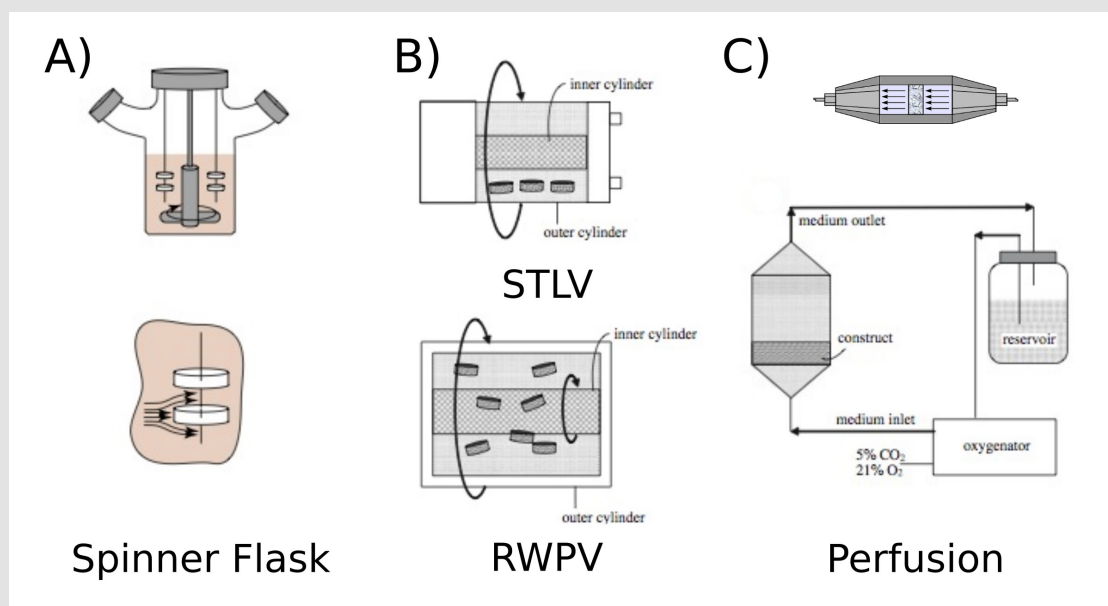 A)
Spinner Flask
B)
inner cylinder
outer cylinder
STLV
inner cylinder
outer cylinder
RWPV
C)
medium outlet
construct
reservoir
medium inlet
oxygenator
5% CO₂
21% O₂
Perfusion